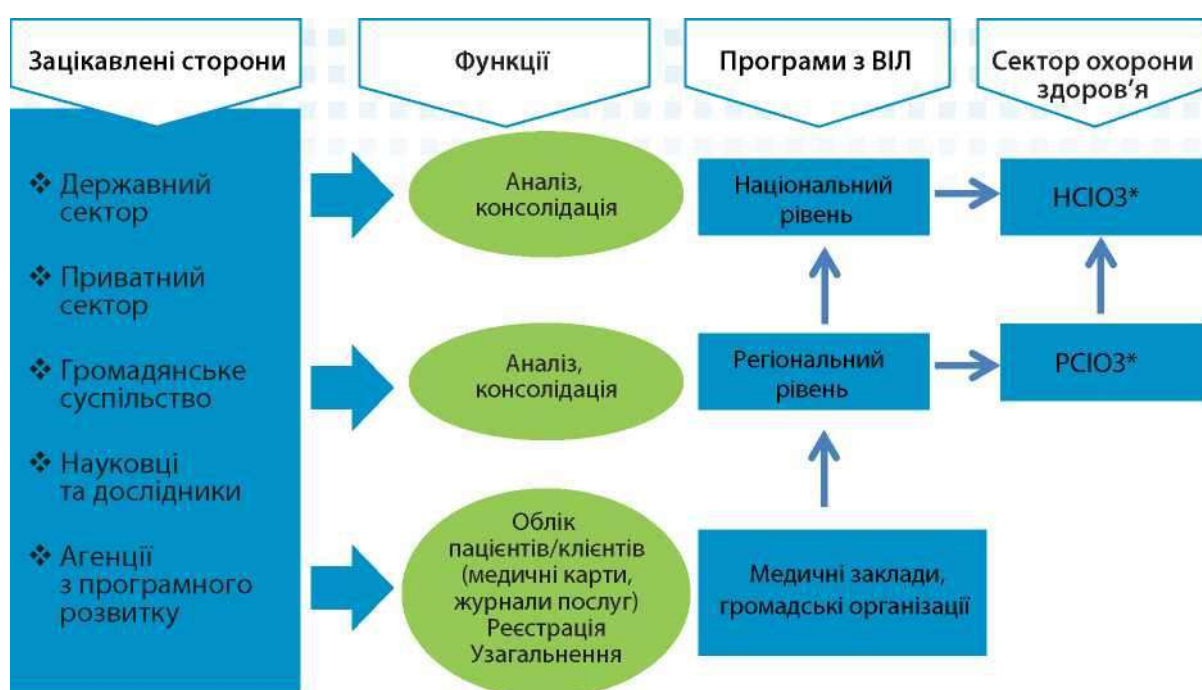 Зацікавлені сторони
Функції
Програми з ВІЛ
Сектор охорони
здоров’я
❖ Державний
сектор
❖ Приватний
сектор
❖ Громадянське
суспільство
❖ Науковці
та дослідники
❖ Агенції
з програмного
розвитку
Аналіз,
консолідація
Національний
рівень
НСІОЗ*
Аналіз,
консолідація
Регіональний
рівень
РСІОЗ*
Облік
пацієнтів/клієнтів
(медичні карти,
журнали послуг)
Реєстрація
Узагальнення
Медичні заклади,
громадські організації